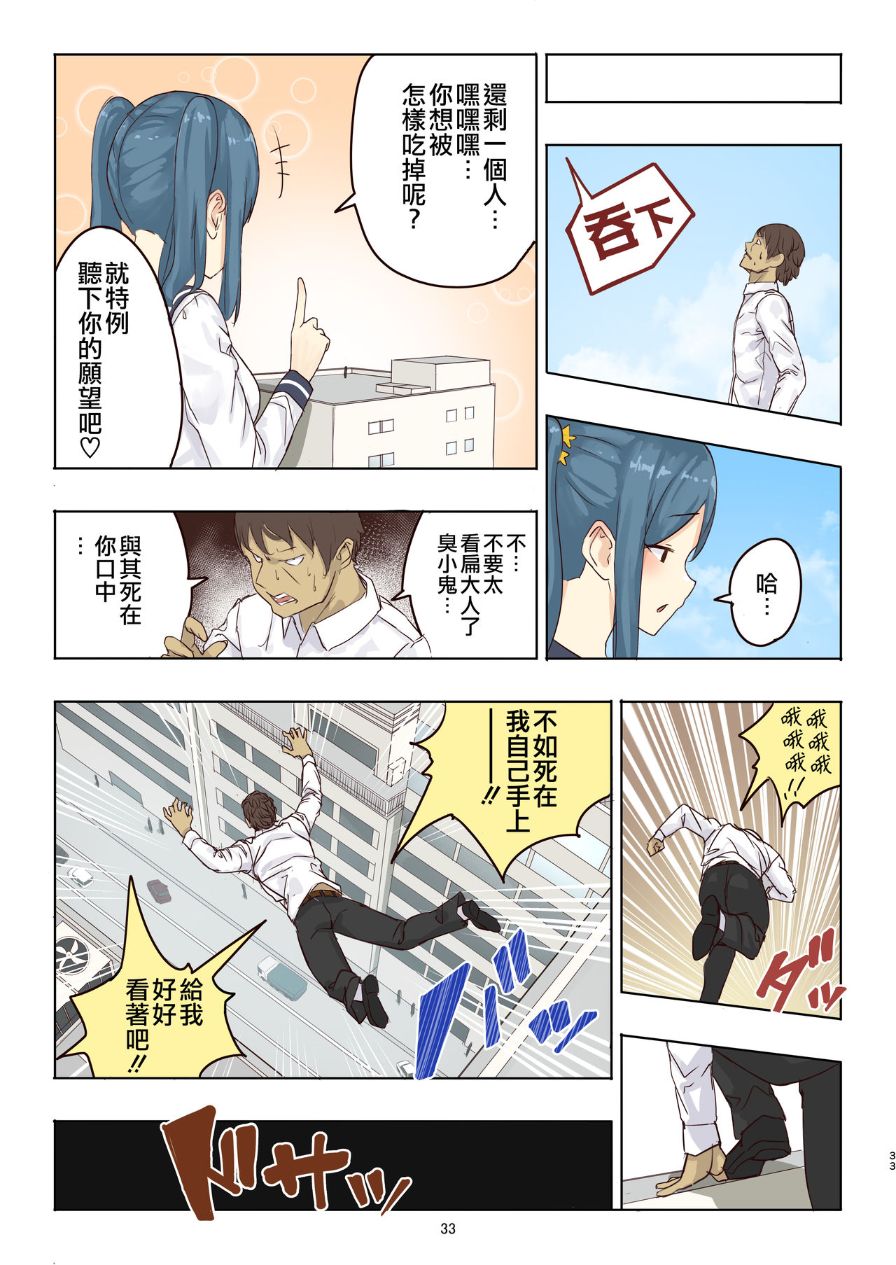 吞下
哈…
還剩一個人…
嘿嘿嘿…
你想被
怎樣吃掉呢？
就特例
聽下你的願望吧♡
不…
不要太
看扁大人了
臭小鬼…
與其死在
你口中
…
哦哦哦
哦哦哦!!
ダッ
不如死在
我自己手上
──!!
給我
好好
看著吧!!
バッ
ドサッ
33
33